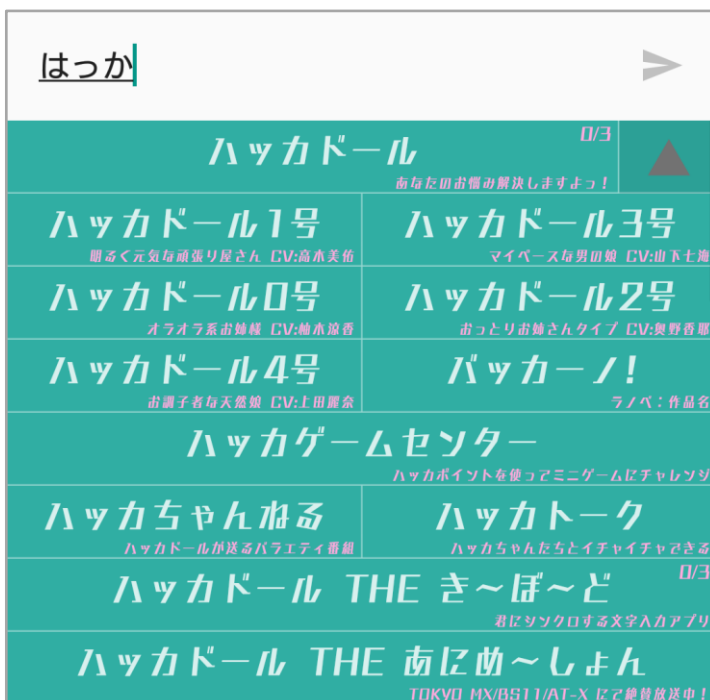 はっか
ハッカドール
0/3
あなたのお悩み解決しますよっ!
ハッカドール1号
明るく元気な頑張り屋さん CV:高木美佑
ハッカドール3号
マイペースな男の娘 CV:山下七海
ハッカドール0号
オラオラ系お姉様 CV:柚木涼香
ハッカドール2号
おっとりお姉さんタイプ CV:奥野香耶
ハッカドール4号
お調子者な天然娘 CV:上田麗奈
バッカーノ!
ラノベ:作品名
ハッカゲームセンター
ハッカポイントを使ってミニゲームにチャレンジ
ハッカちゃんねる
ハッカドールが送るバラエティ番組
ハッカトーク
ハッカちゃんたちとイチャイチャできる
ハッカドール THE き〜ぼ〜ど
0/3
君にシンクロする文字入力アプリ
ハッカドール THE あにめ〜しょん
TOKYO MX/BS11/AT-X にて絶賛放送中!